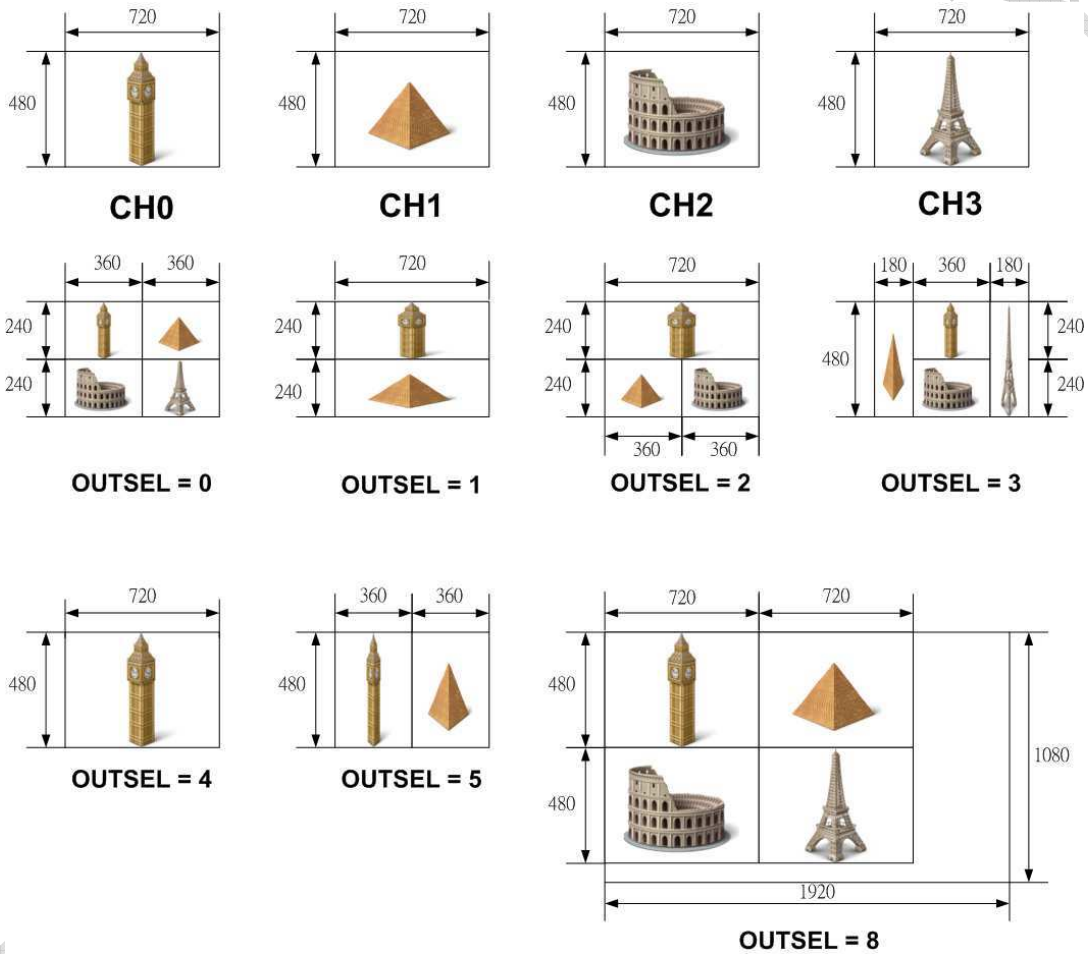 720 720 720 720
480 480 480 480
CH0 CH1 CH2 CH3
360 360 720 720 180 360 180
240 240 240 480 240
240 240 240 240
360 360
OUTSEL = 0 OUTSEL = 1 OUTSEL = 2 OUTSEL = 3
720 360 360 720 720
480 480 480
OUTSEL = 4 OUTSEL = 5
1080
480
1920
OUTSEL = 8